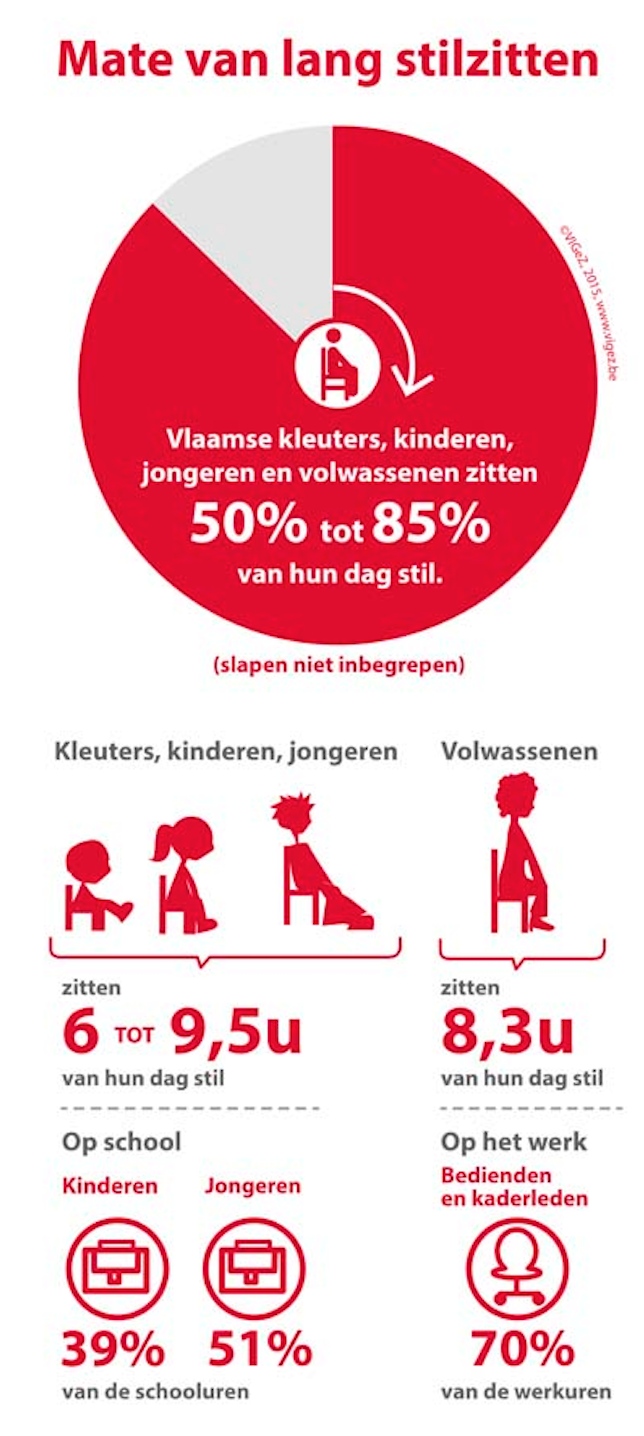 Mate van lang stilzitten
©VIGeZ, 2015, www.vigez.be
Vlaamse kleuters, kinderen,
jongeren en volwassenen zitten
50% tot 85%
van hun dag stil.
(slapen niet inbegrepen)
Kleuters, kinderen, jongeren
zitten
6 TOT 9,5u
van hun dag stil
Op school
Kinderen Jongeren
39% 51%
van de schooluren
Volwassenen
zitten
8,3u
van hun dag stil
Op het werk
Bedienden
en kaderleden
70%
van de werkuren